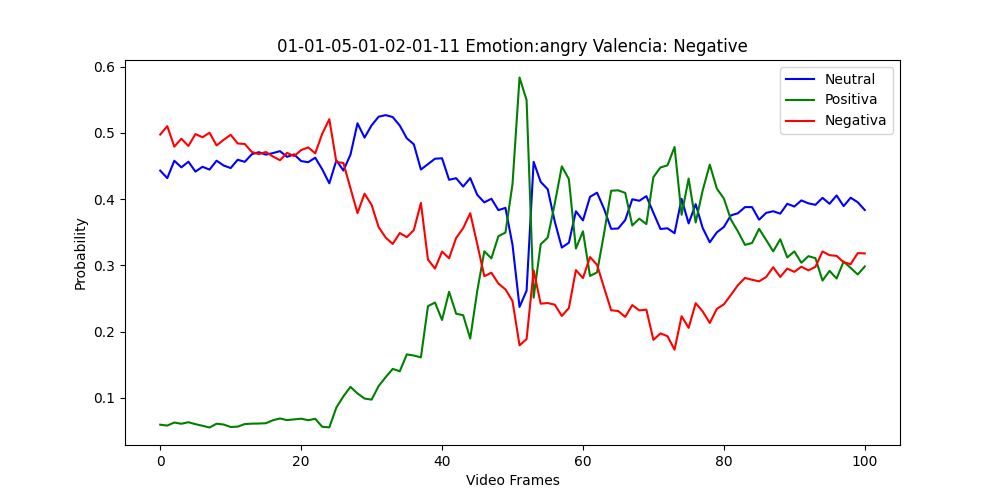 01-01-05-01-02-01-11 Emotion:angry Valencia: Negative
Neutral
Positiva
Negativa
Probability
0.6
0.5
0.4
0.3
0.2
0.1
0 20 40 60 80 100
Video Frames